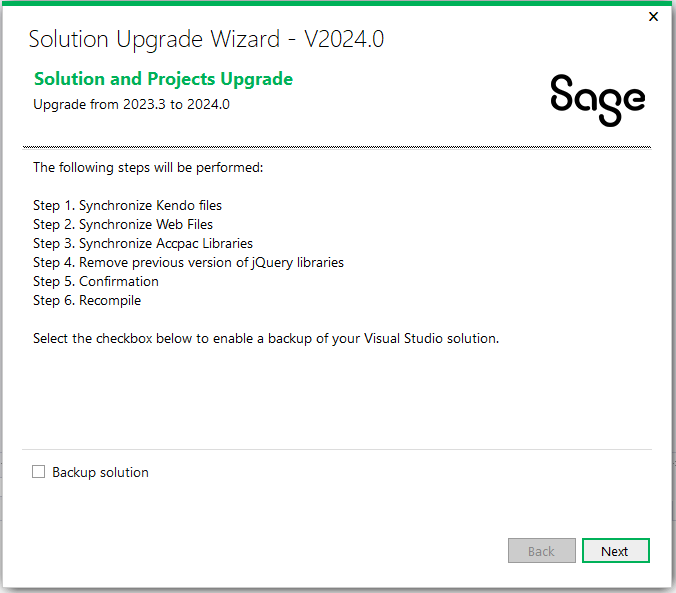 Solution Upgrade Wizard - V2024.0
Solution and Projects Upgrade
Upgrade from 2023.3 to 2024.0
Sage
The following steps will be performed:
Step 1. Synchronize Kendo files
Step 2. Synchronize Web Files
Step 3. Synchronize Accpac Libraries
Step 4. Remove previous version of jQuery libraries
Step 5. Confirmation
Step 6. Recompile
Select the checkbox below to enable a backup of your Visual Studio solution.
Backup solution
Back
Next